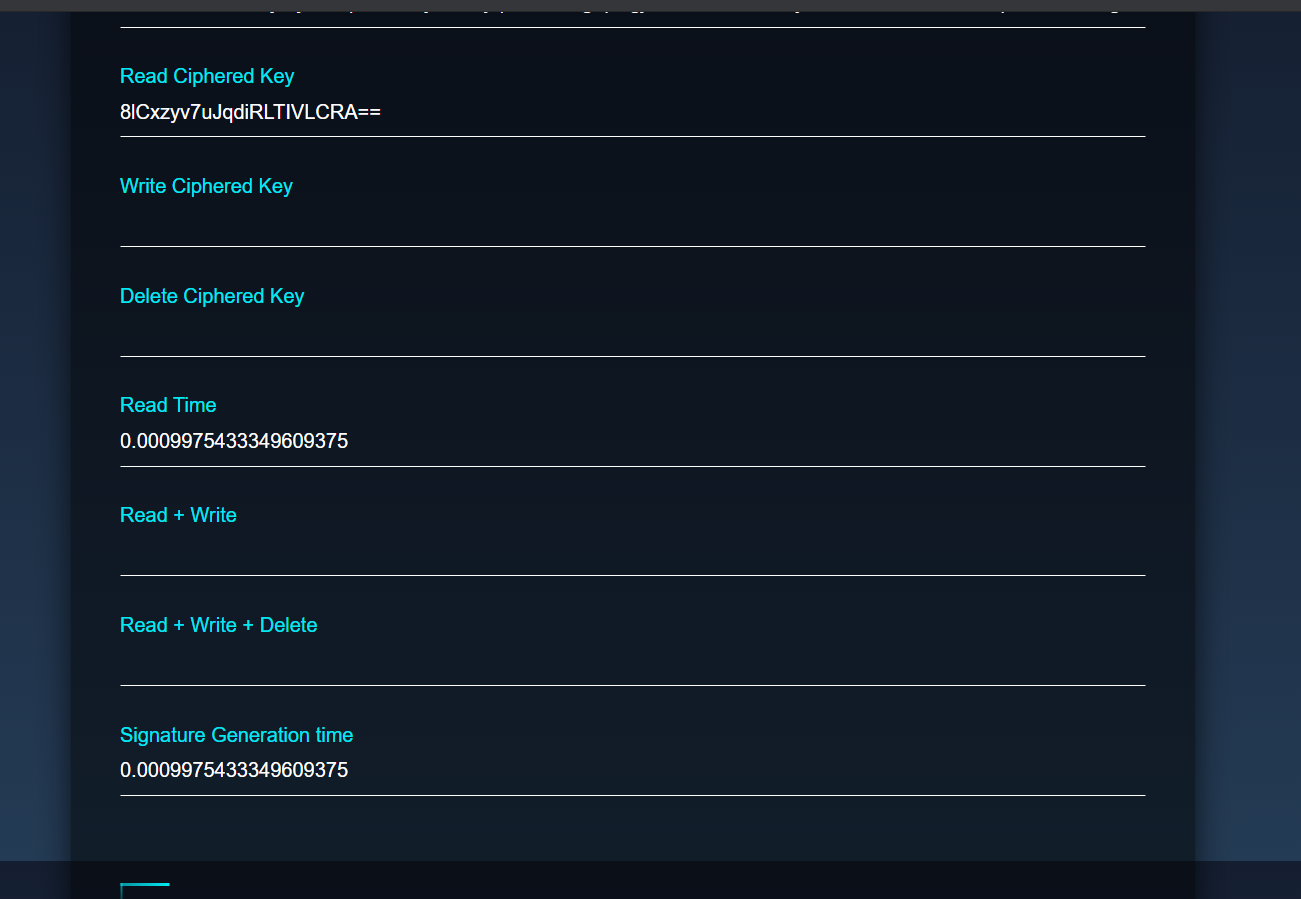 Read Ciphered Key
8lCxzyv7uJqdiRLTIVLCRA==
Write Ciphered Key
Delete Ciphered Key
Read Time
0.0009975433349609375
Read + Write
Read + Write + Delete
Signature Generation time
0.0009975433349609375